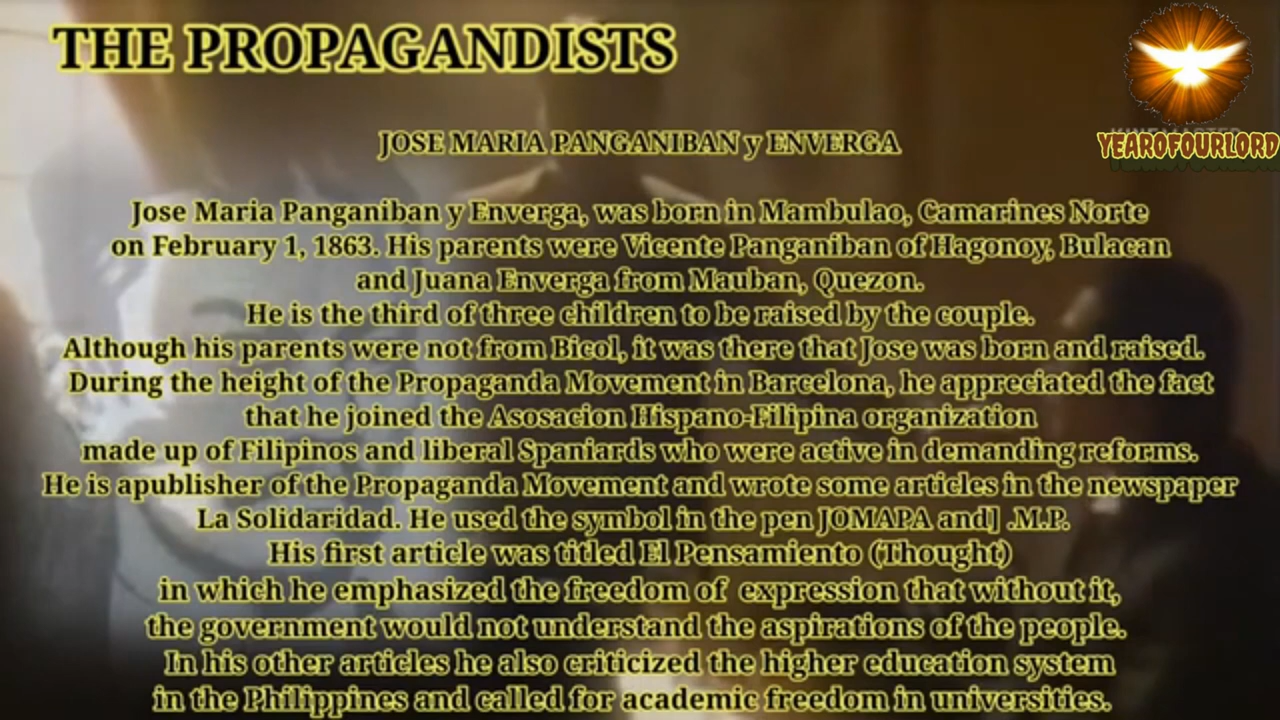 THE PROPAGANDISTS
YEAROFOURLORD
JOSE MARIA PANGANIBAN y ENVERGA
Jose Maria Panganiban y Enverga, was born in Mambulao, Camarines Norte
on February 1, 1863. His parents were Vicente Panganiban of Hagonoy, Bulacan
and Juana Enverga from Mauban, Quezon.
He is the third of three children to be raised by the couple.
Although his parents were not from Bicol, it was there that Jose was born and raised.
During the height of the Propaganda Movement in Barcelona, he appreciated the fact
that he joined the Asosacion Hispano-Filipina organization
made up of Filipinos and liberal Spaniards who were active in demanding reforms.
He is apublisher of the Propaganda Movement and wrote some articles in the newspaper
La Solidaridad. He used the symbol in the pen JOMAPA and] .M.P.
His first article was titled El Pensamiento (Thought)
in which he emphasized the freedom of expression that without it,
the government would not understand the aspirations of the people.
In his other articles he also criticized the higher education system
in the Philippines and called for academic freedom in universities.